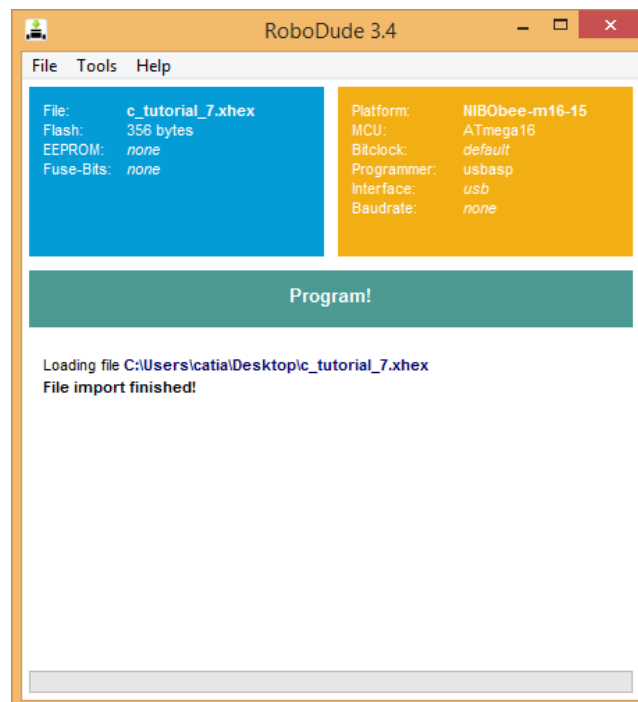 RoboDude 3.4
File Tools Help
File: c_tutorial_7.xhex
Flash: 356 bytes
EEPROM: none
Fuse-Bits: none
Platform: NIBObee-m16-15
MCU: ATmega16
Bitclock: default
Programmer: usbasp
Interface: usb
Baudrate: none
Program!
Loading file C:\Users\catia\Desktop\c_tutorial_7.xhex
File import finished!